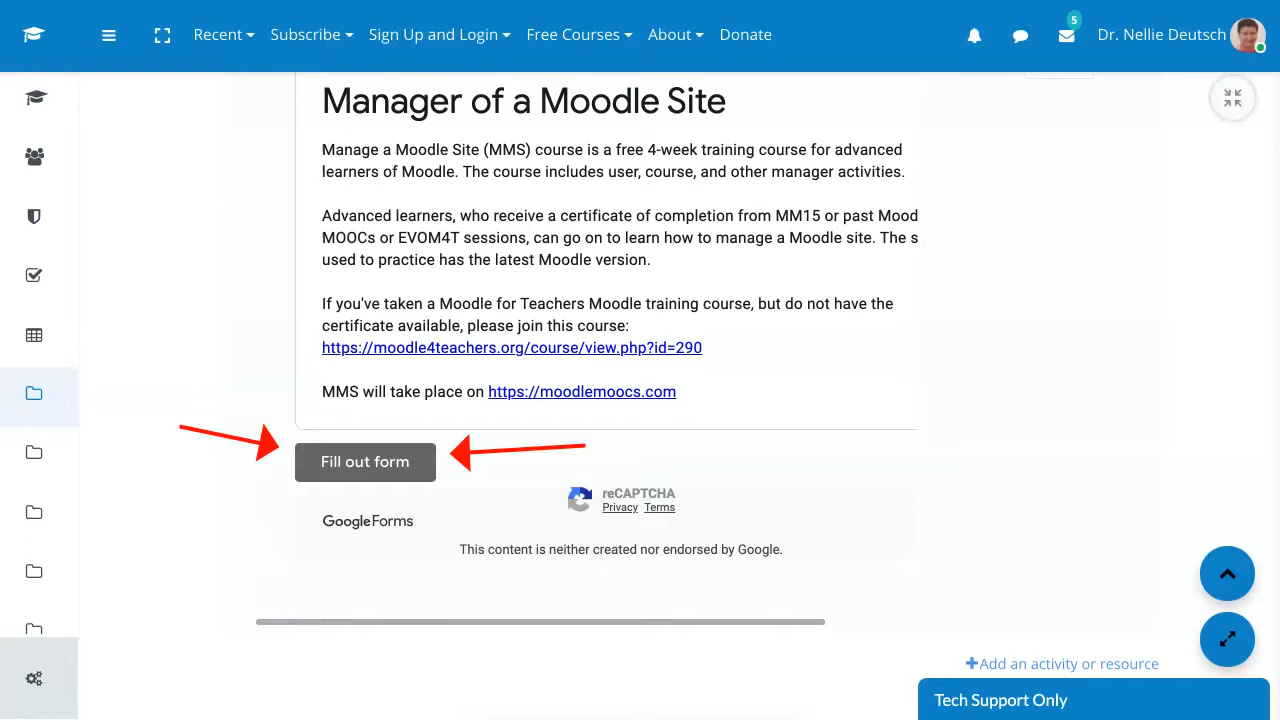 Recent
Subscribe
Sign Up and Login
Free Courses
About
Donate
5
Dr. Nellie Deutsch
Manager of a Moodle Site
Manage a Moodle Site (MMS) course is a free 4-week training course for advanced
learners of Moodle. The course includes user, course, and other manager activities.
Advanced learners, who receive a certificate of completion from MM15 or past Mood
MOOCs or EVOM4T sessions, can go on to learn how to manage a Moodle site. The s
used to practice has the latest Moodle version.
If you've taken a Moodle for Teachers Moodle training course, but do not have the
certificate available, please join this course:
https://moodle4teachers.org/course/view.php?id=290
MMS will take place on https://moodlemoocs.com
Fill out form
reCAPTCHA
Privacy Terms
Google Forms
This content is neither created nor endorsed by Google.
Add an activity or resource
Tech Support Only